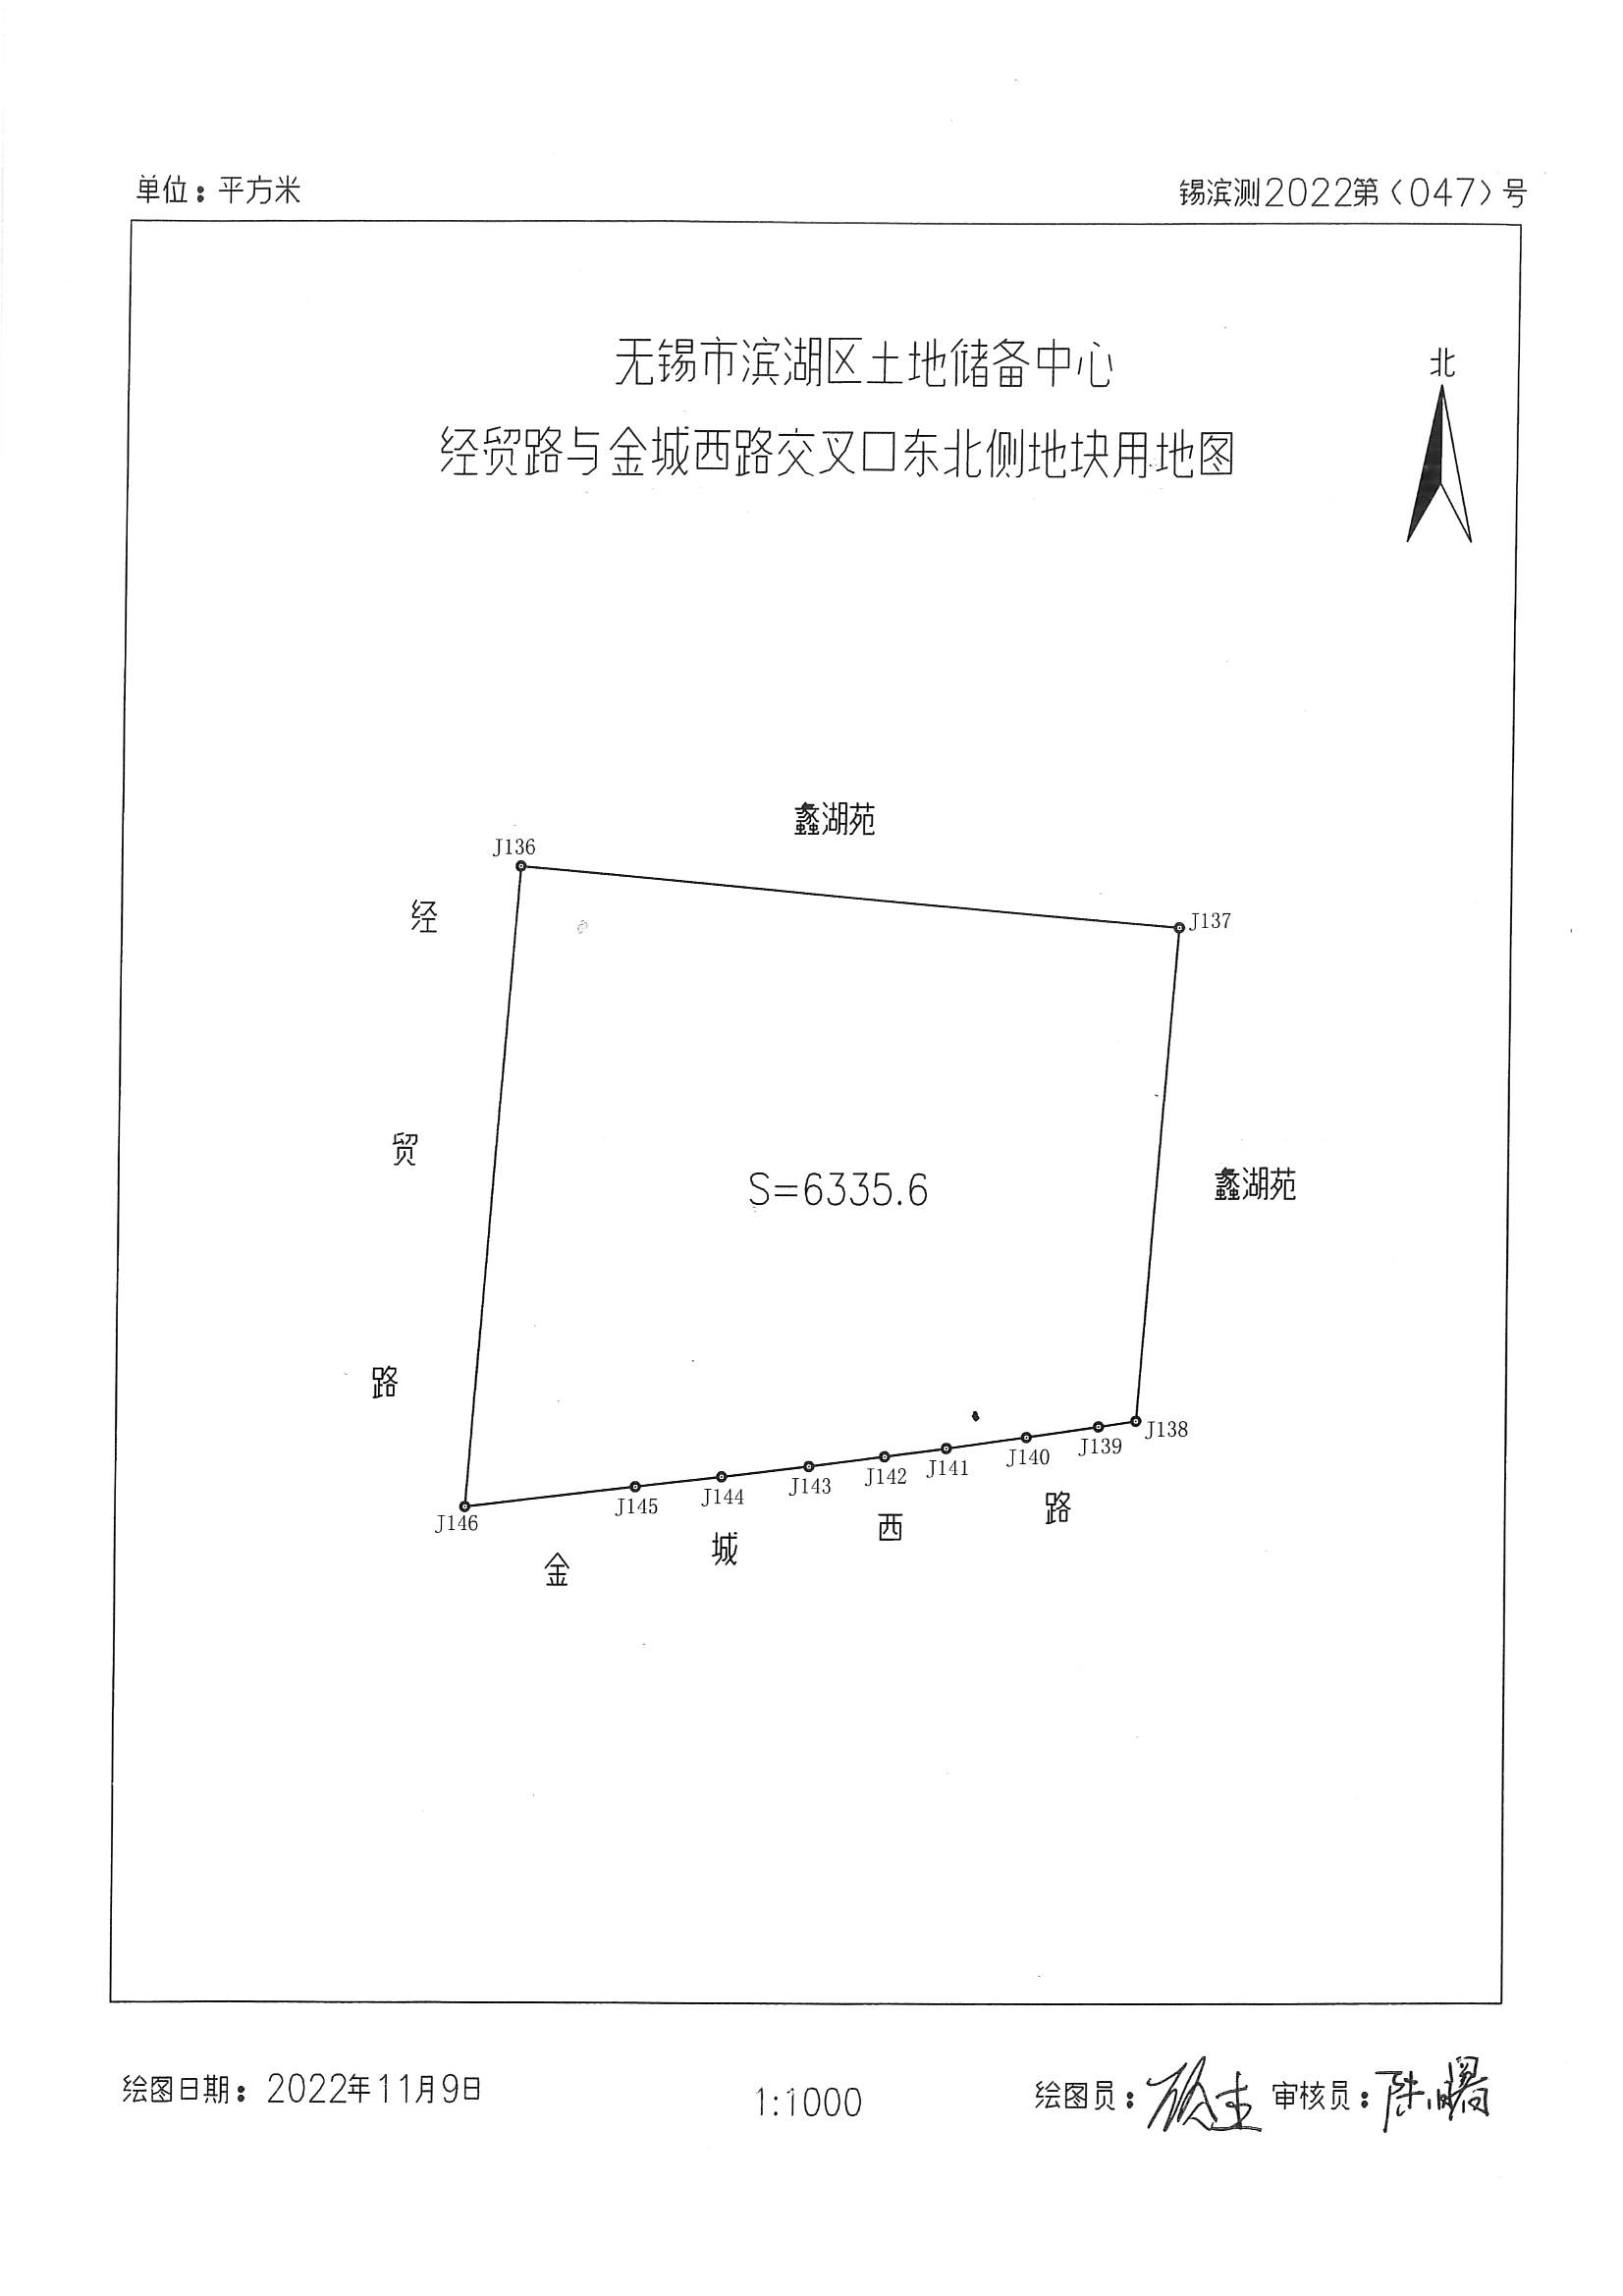 单位：平方米
锡滨测2022第〈047〉号
无锡市滨湖区土地储备中心
经贸路与金城西路交叉口东北侧地块用地图
北
蠡湖苑
J136
J137
经
贸
路
S=6335.6
蠡湖苑
J138
J139
J140
J141
J142
J143
J144
J145
J146
金城西路
绘图日期：2022年11月9日
1:1000
绘图员：
审核员：